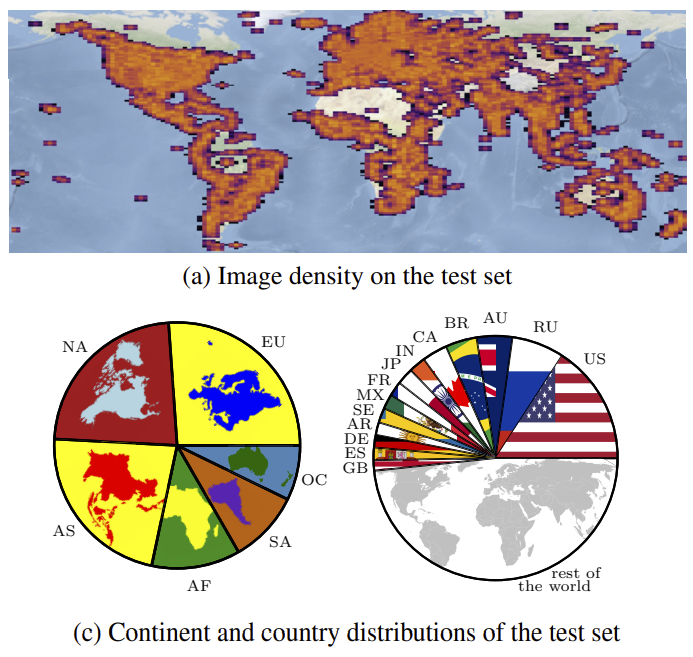 (a) Image density on the test set
NA
EU
AS
OC
SA
AF
US
RU
AU
BR
CA
IN
JP
FR
MX
SE
AR
DE
ES
GB
rest of
the world
(c) Continent and country distributions of the test set